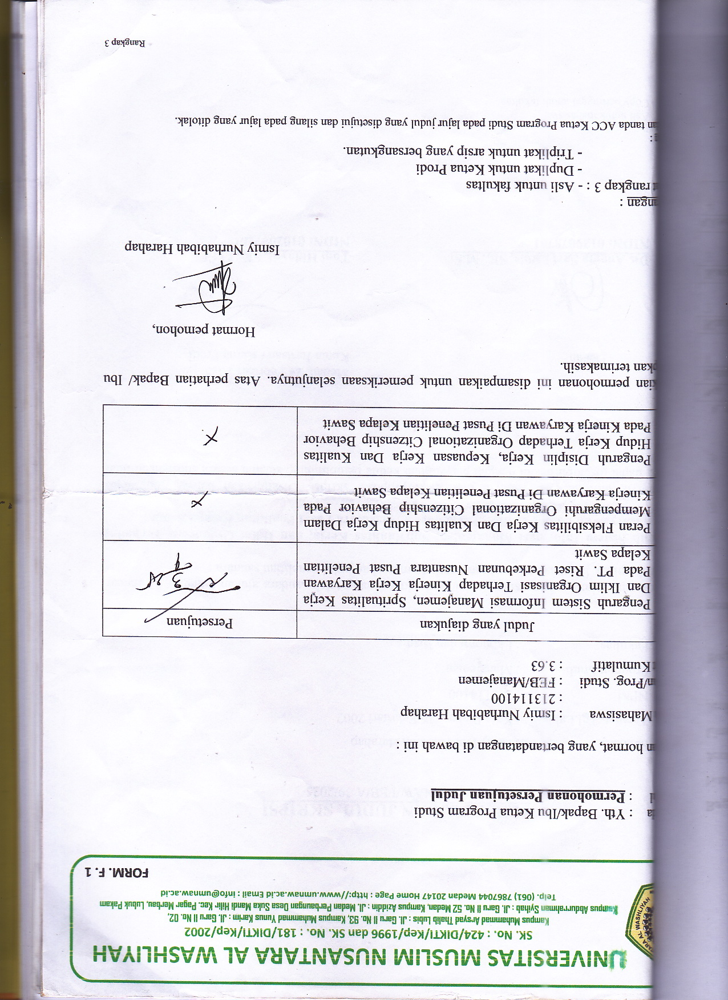 UNIVERSITAS MUSLIM NUSANTARA AL WASHLIYAH
SK. No. : 424/DIKTI/Kep/1996 dan SK. No. : 181/DIKTI/Kep/2002
Kampus Muhammad Arsyad Thalib Lubis : Jl. Garu II No. 93, Kampus Muhammad Yunus Karim : Jl. Garu II No. 02,
Kampus Abdurrahman Syihab : Jl. Garu II No. 52 Medan, Kampus Aziddin : Jl. Medan Perbaungan Desa Suka Mandi Hilir Kec. Pagar Merbau, Lubuk Pakam
Telp. (061) 7867044 Medan 20147 Home Page : http://www.umnaw.ac.id Email : info@umnaw.ac.id
FORM. F. 1
: Yth. Bapak/Ibu Ketua Program Studi
: Permohonan Persetujuan Judul
n hormat, yang bertandatangan di bawah ini :
Mahasiswa : Ismiy Nurhabibah Harahap
: 213114100
n/Prog. Studi : FEB/Manajemen
t Kumulatif : 3.63
Judul yang diajukan Persetujuan
Pengaruh Sistem Informasi Manajemen, Spritualitas Kerja
Dan Iklim Organisasi Terhadap Kinerja Kerja Karyawan
Pada PT. Riset Perkebunan Nusantara Pusat Penelitian
Kelapa Sawit
Peran Fleksibilitas Kerja Dan Kualitas Hidup Kerja Dalam
Mempengaruhi Organizational Citizenship Behavior Pada
Kinerja Karyawan Di Pusat Penelitian Kelapa Sawit
Pengaruh Disiplin Kerja, Kepuasan Kerja Dan Kualitas
Hidup Kerja Terhadap Organizational Citizenship Behavior
Pada Kinerja Karyawan Di Pusat Penelitian Kelapa Sawit
kian permohonan ini disampaikan untuk pemeriksaan selanjutnya. Atas perhatian Bapak/ Ibu
pkan terimakasih.
Hormat pemohon,
Ismiy Nurhabibah Harahap
angan :
t rangkap 3 : - Asli untuk fakultas
- Duplikat untuk Ketua Prodi
- Triplikat untuk arsip yang bersangkutan.
an tanda ACC Ketua Program Studi pada lajur judul yang disetujui dan silang pada lajur yang ditolak.
Rangkap 3